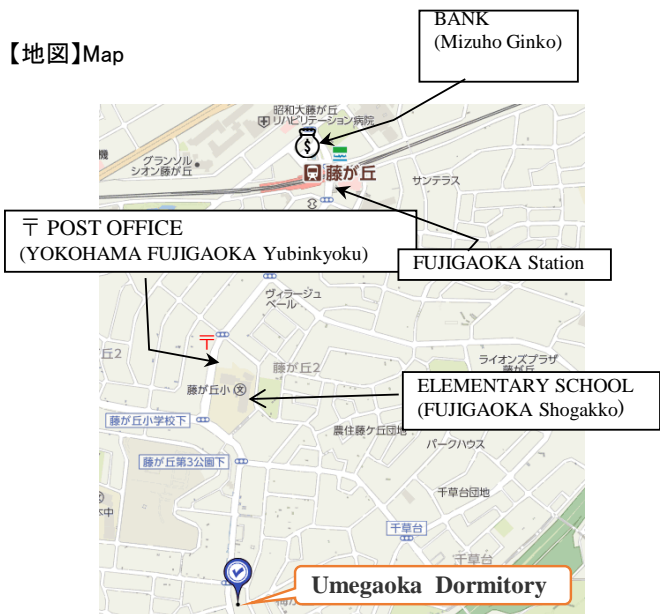 BANK
(Mizuho Ginko)
【地図】Map
昭和大藤が丘
リハビリテーション病院
機
グランソル
シオン藤が丘
$
藤が丘
サンテラス
〒 POST OFFICE
(YOKOHAMA FUJIGAOKA Yubinkyoku)
FUJIGAOKA Station
ヴィラージュ
ベール
〒
丘2
藤が丘2
ライオンズプラザ
藤が丘
藤が丘小 文
ELEMENTARY SCHOOL
(FUJIGAOKA Shogakko)
藤が丘小学校下
農住藤ケ丘団地
パークハウス
藤が丘第3公園下
千草台団地
千草台
千草台
Umegaoka Dormitory